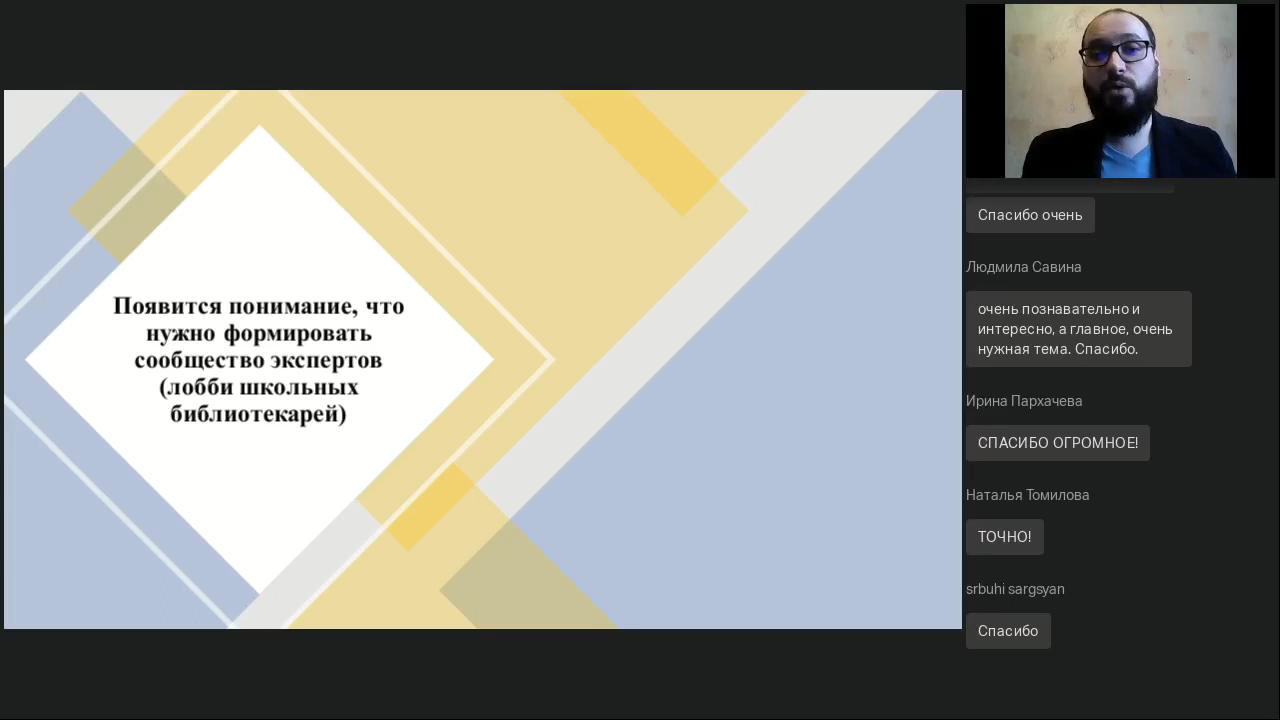 Появится понимание, что
нужно формировать
сообщество экспертов
(лобби школьных
библиотекарей)
Спасибо очень
Людмила Савина
очень познавательно и
интересно, а главное, очень
нужная тема. Спасибо.
Ирина Пархачева
СПАСИБО ОГРОМНОЕ!
Наталья Томилова
ТОЧНО!
srbuhi sargsyan
Спасибо